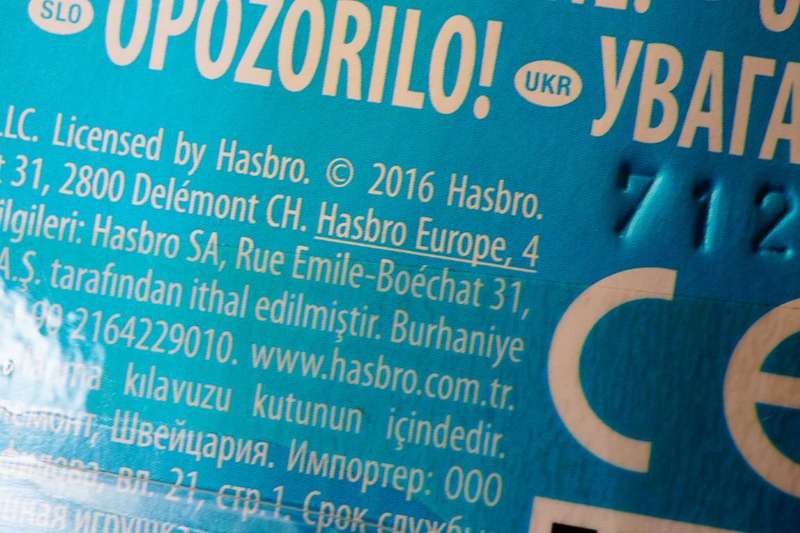 SLO OPOZORILO! UKR УВАГА
LLC. Licensed by Hasbro. © 2016 Hasbro.
31, 2800 Delémont CH. Hasbro Europe, 4
Hasbro SA, Rue Emile-Boéchat 31,
A.Ş. tarafından ithal edilmiştir. Burhaniye
2164229010. www.hasbro.com.tr.
kılavuzu kutunun içindedir.
Швейцария. Импортер: ООО
вл. 21, стр.1. Срок службы
712
CE